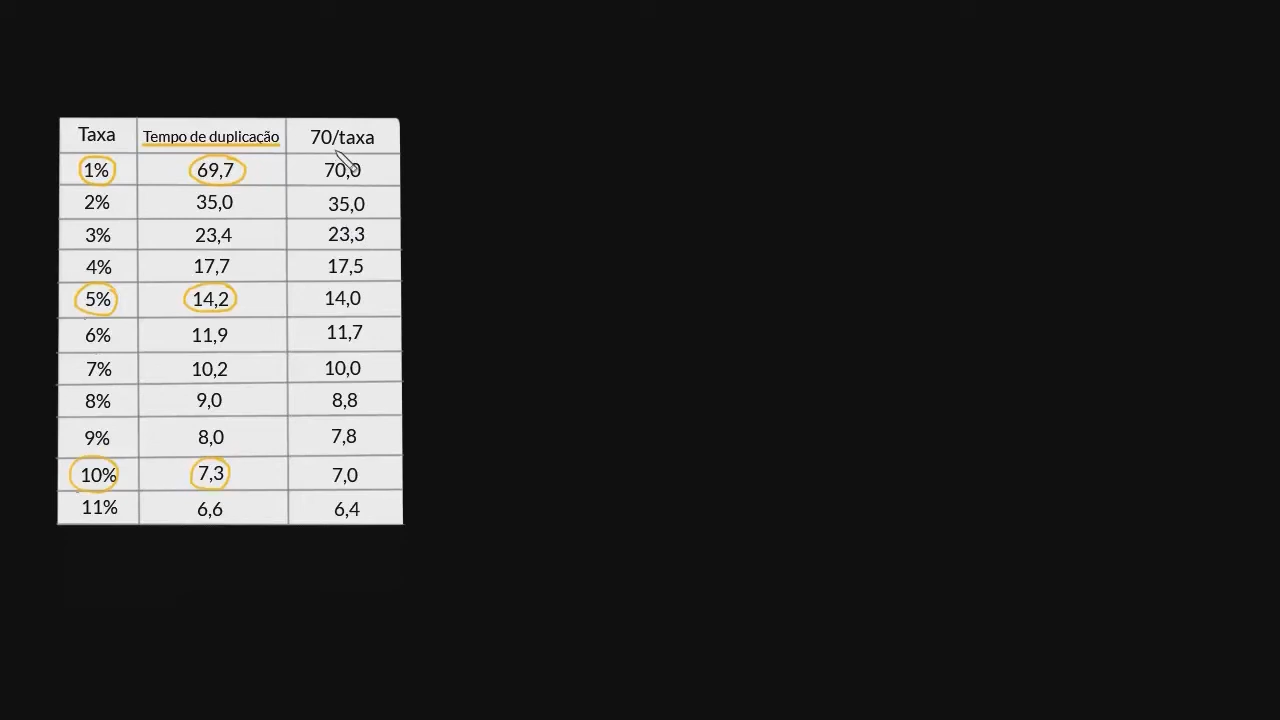 Taxa Tempo de duplicação 70/taxa
1% 69,7 70,0
2% 35,0 35,0
3% 23,4 23,3
4% 17,7 17,5
5% 14,2 14,0
6% 11,9 11,7
7% 10,2 10,0
8% 9,0 8,8
9% 8,0 7,8
10% 7,3 7,0
11% 6,6 6,4